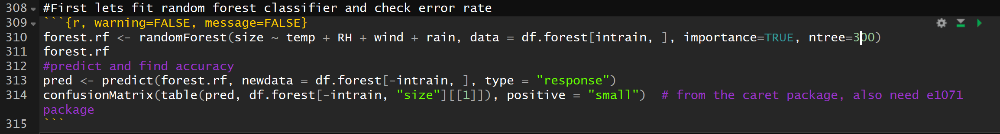 308 #First lets fit random forest classifier and check error rate
309 ```{r, warning=FALSE, message=FALSE}
310 forest.rf <- randomForest(size ~ temp + RH + wind + rain, data = df.forest[intrain, ], importance=TRUE, ntree=300)
311 forest.rf
312 #predict and find accuracy
313 pred <- predict(forest.rf, newdata = df.forest[-intrain, ], type = "response")
314 confusionMatrix(table(pred, df.forest[-intrain, "size"][[1]]), positive = "small")  # from the caret package, also need e1071
package
315 ```